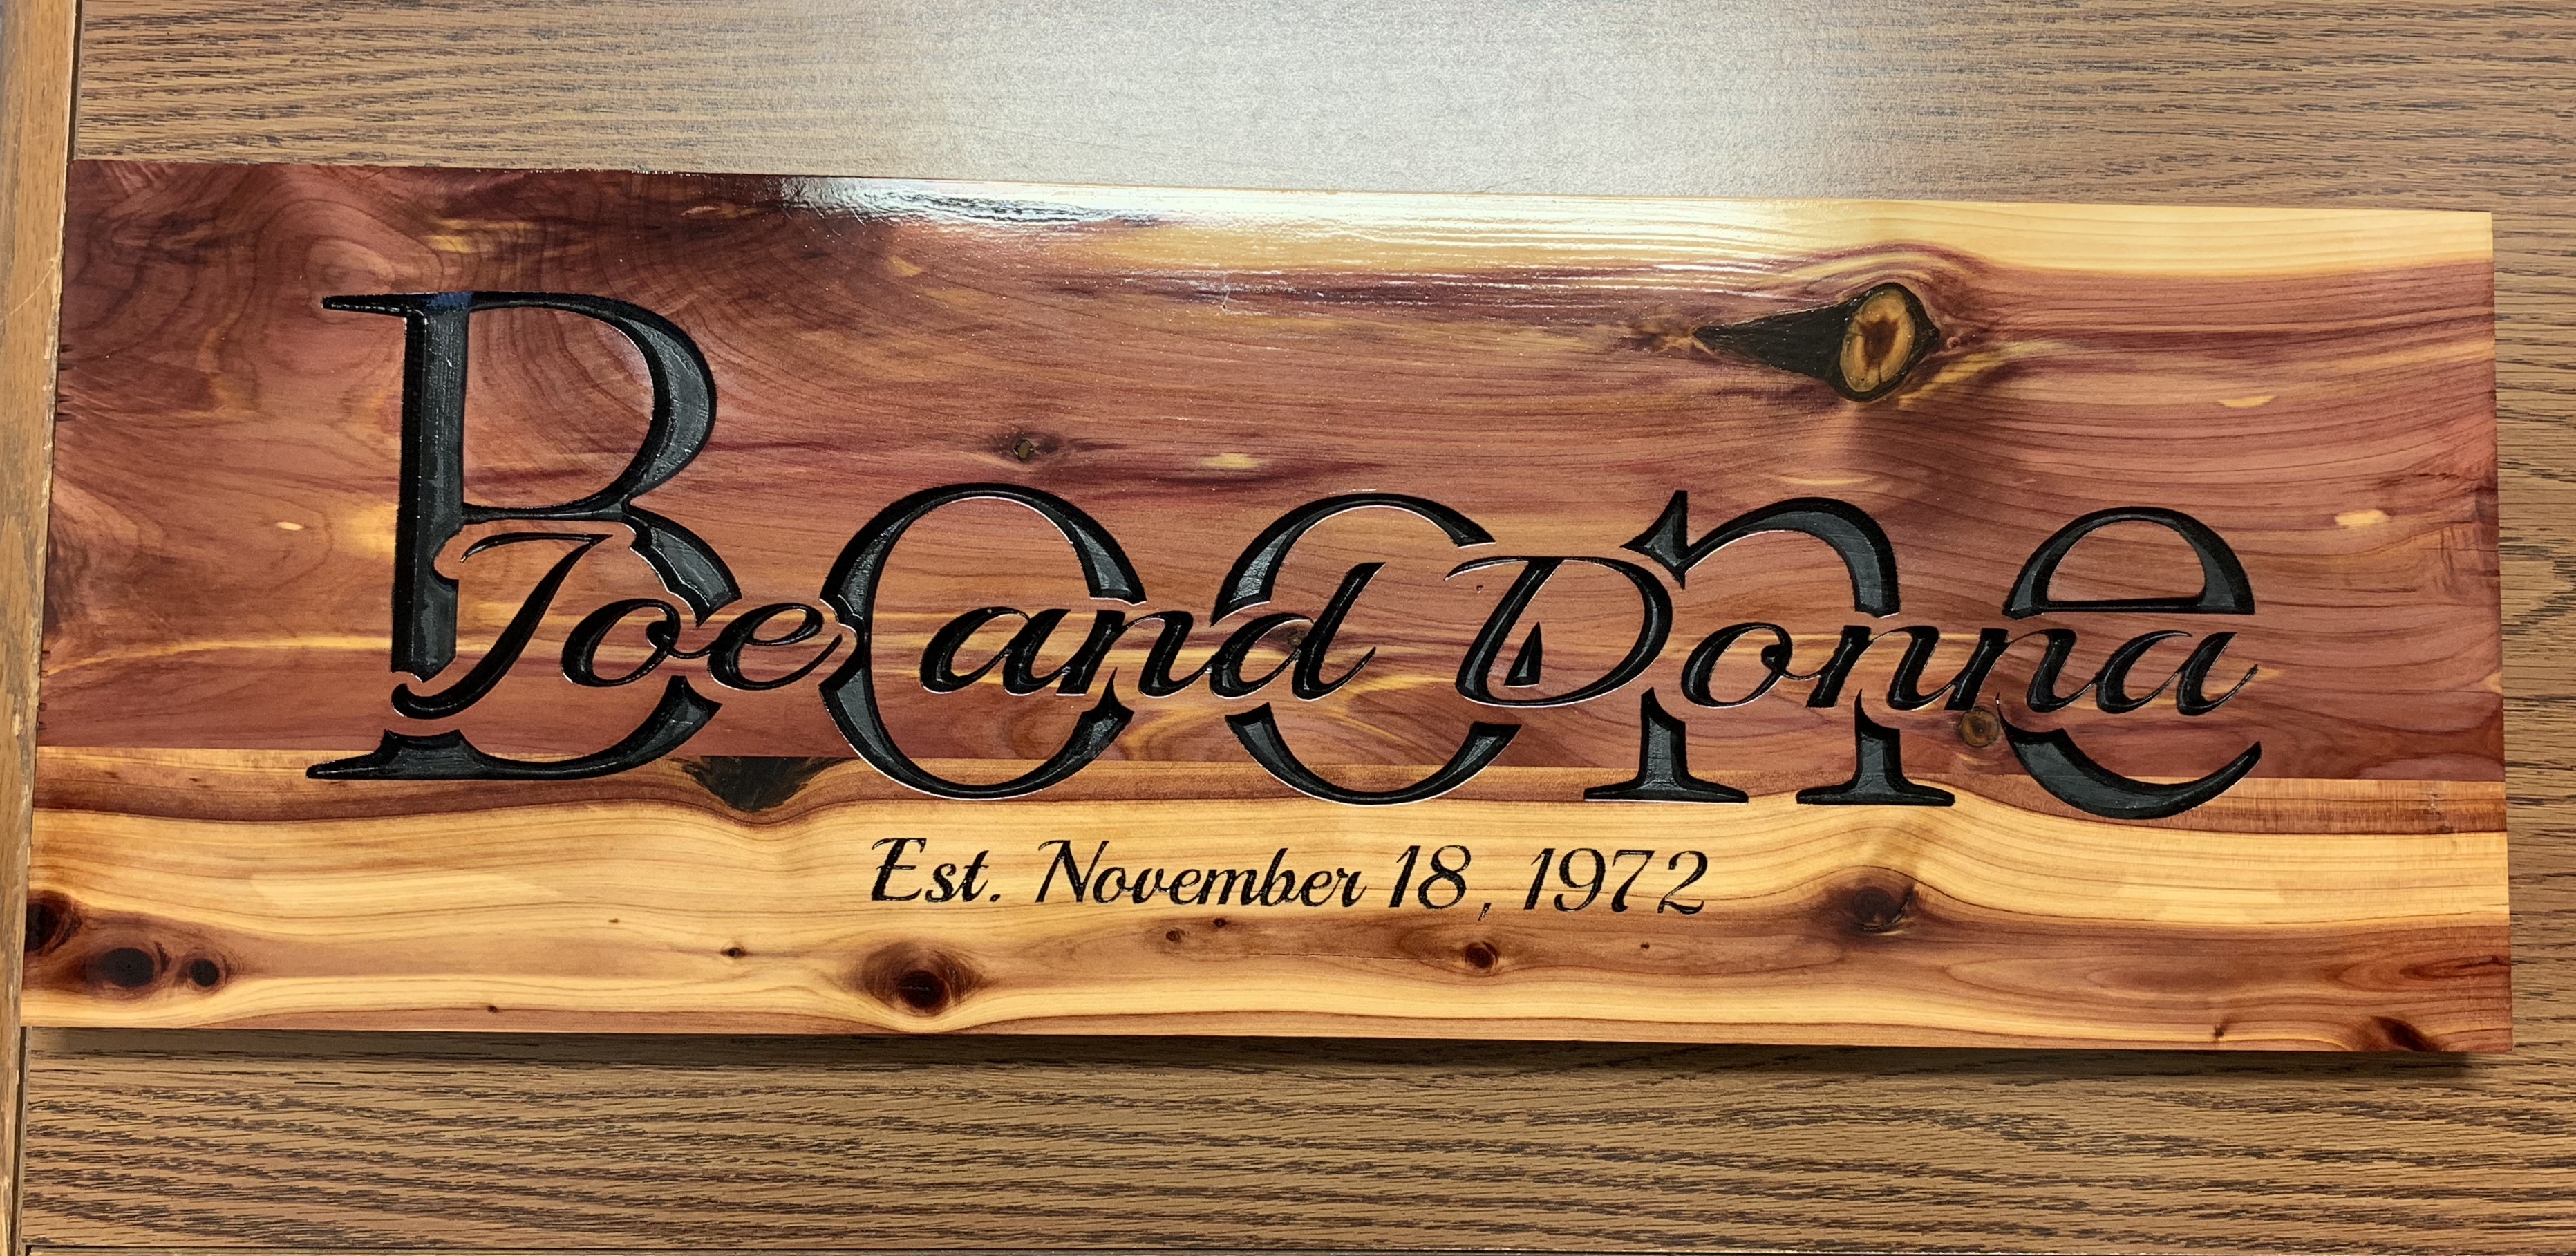 Boone
Joe and Donna
Est. November 18, 1972